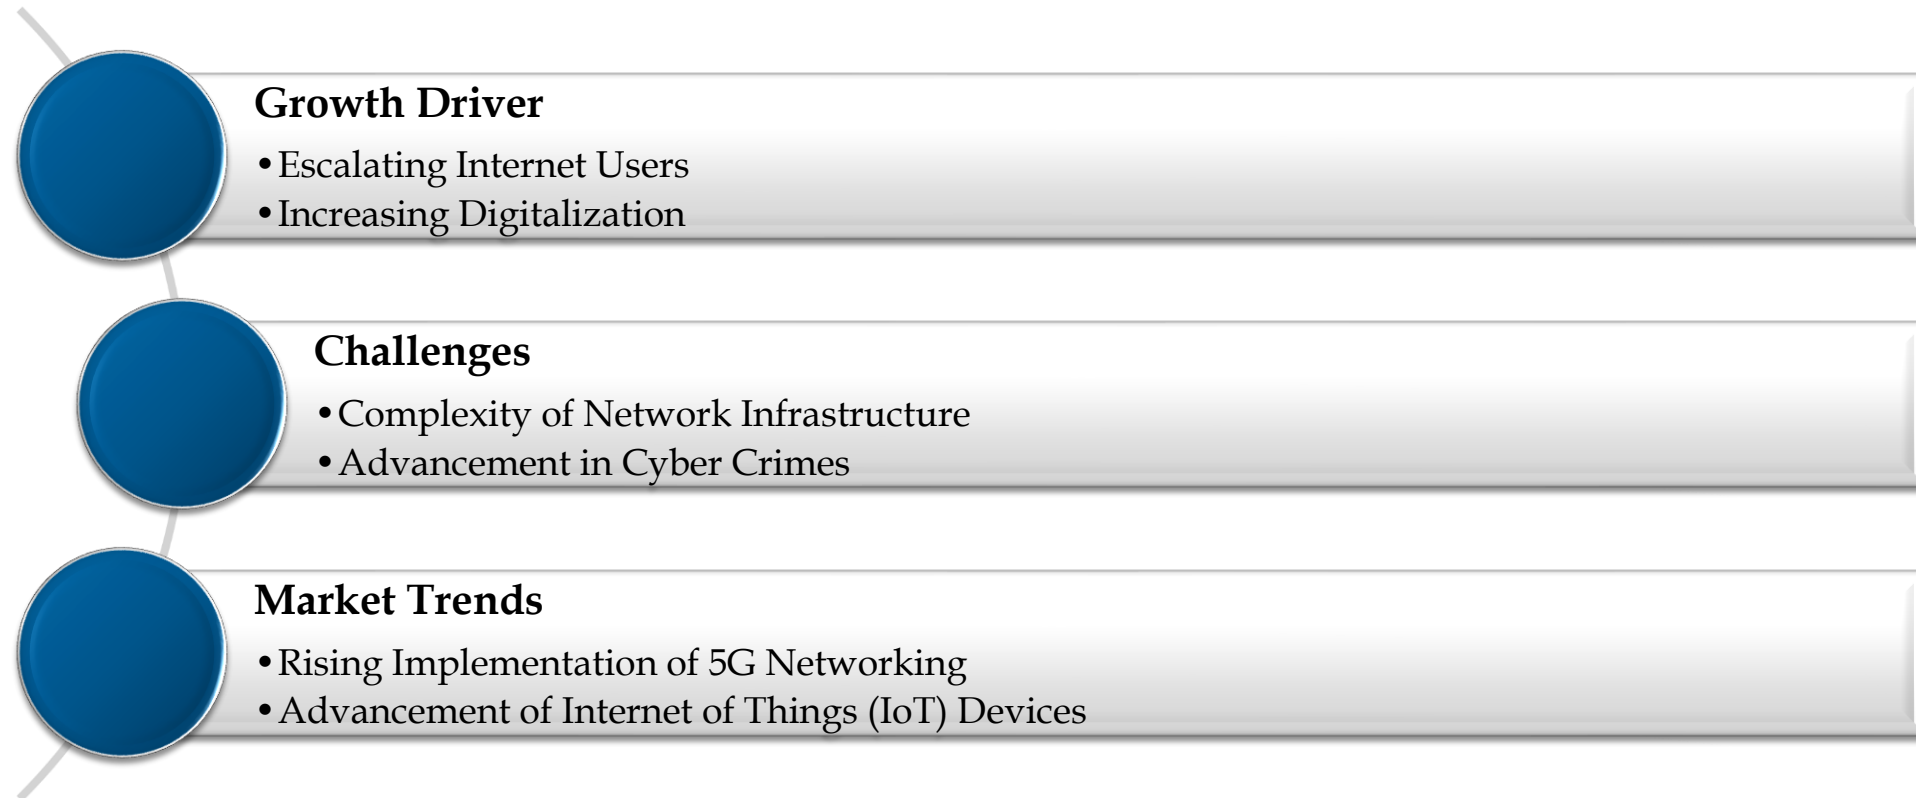 Growth Driver
•Escalating Internet Users
•Increasing Digitalization
Challenges
•Complexity of Network Infrastructure
•Advancement in Cyber Crimes
Market Trends
•Rising Implementation of 5G Networking
•Advancement of Internet of Things (IoT) Devices